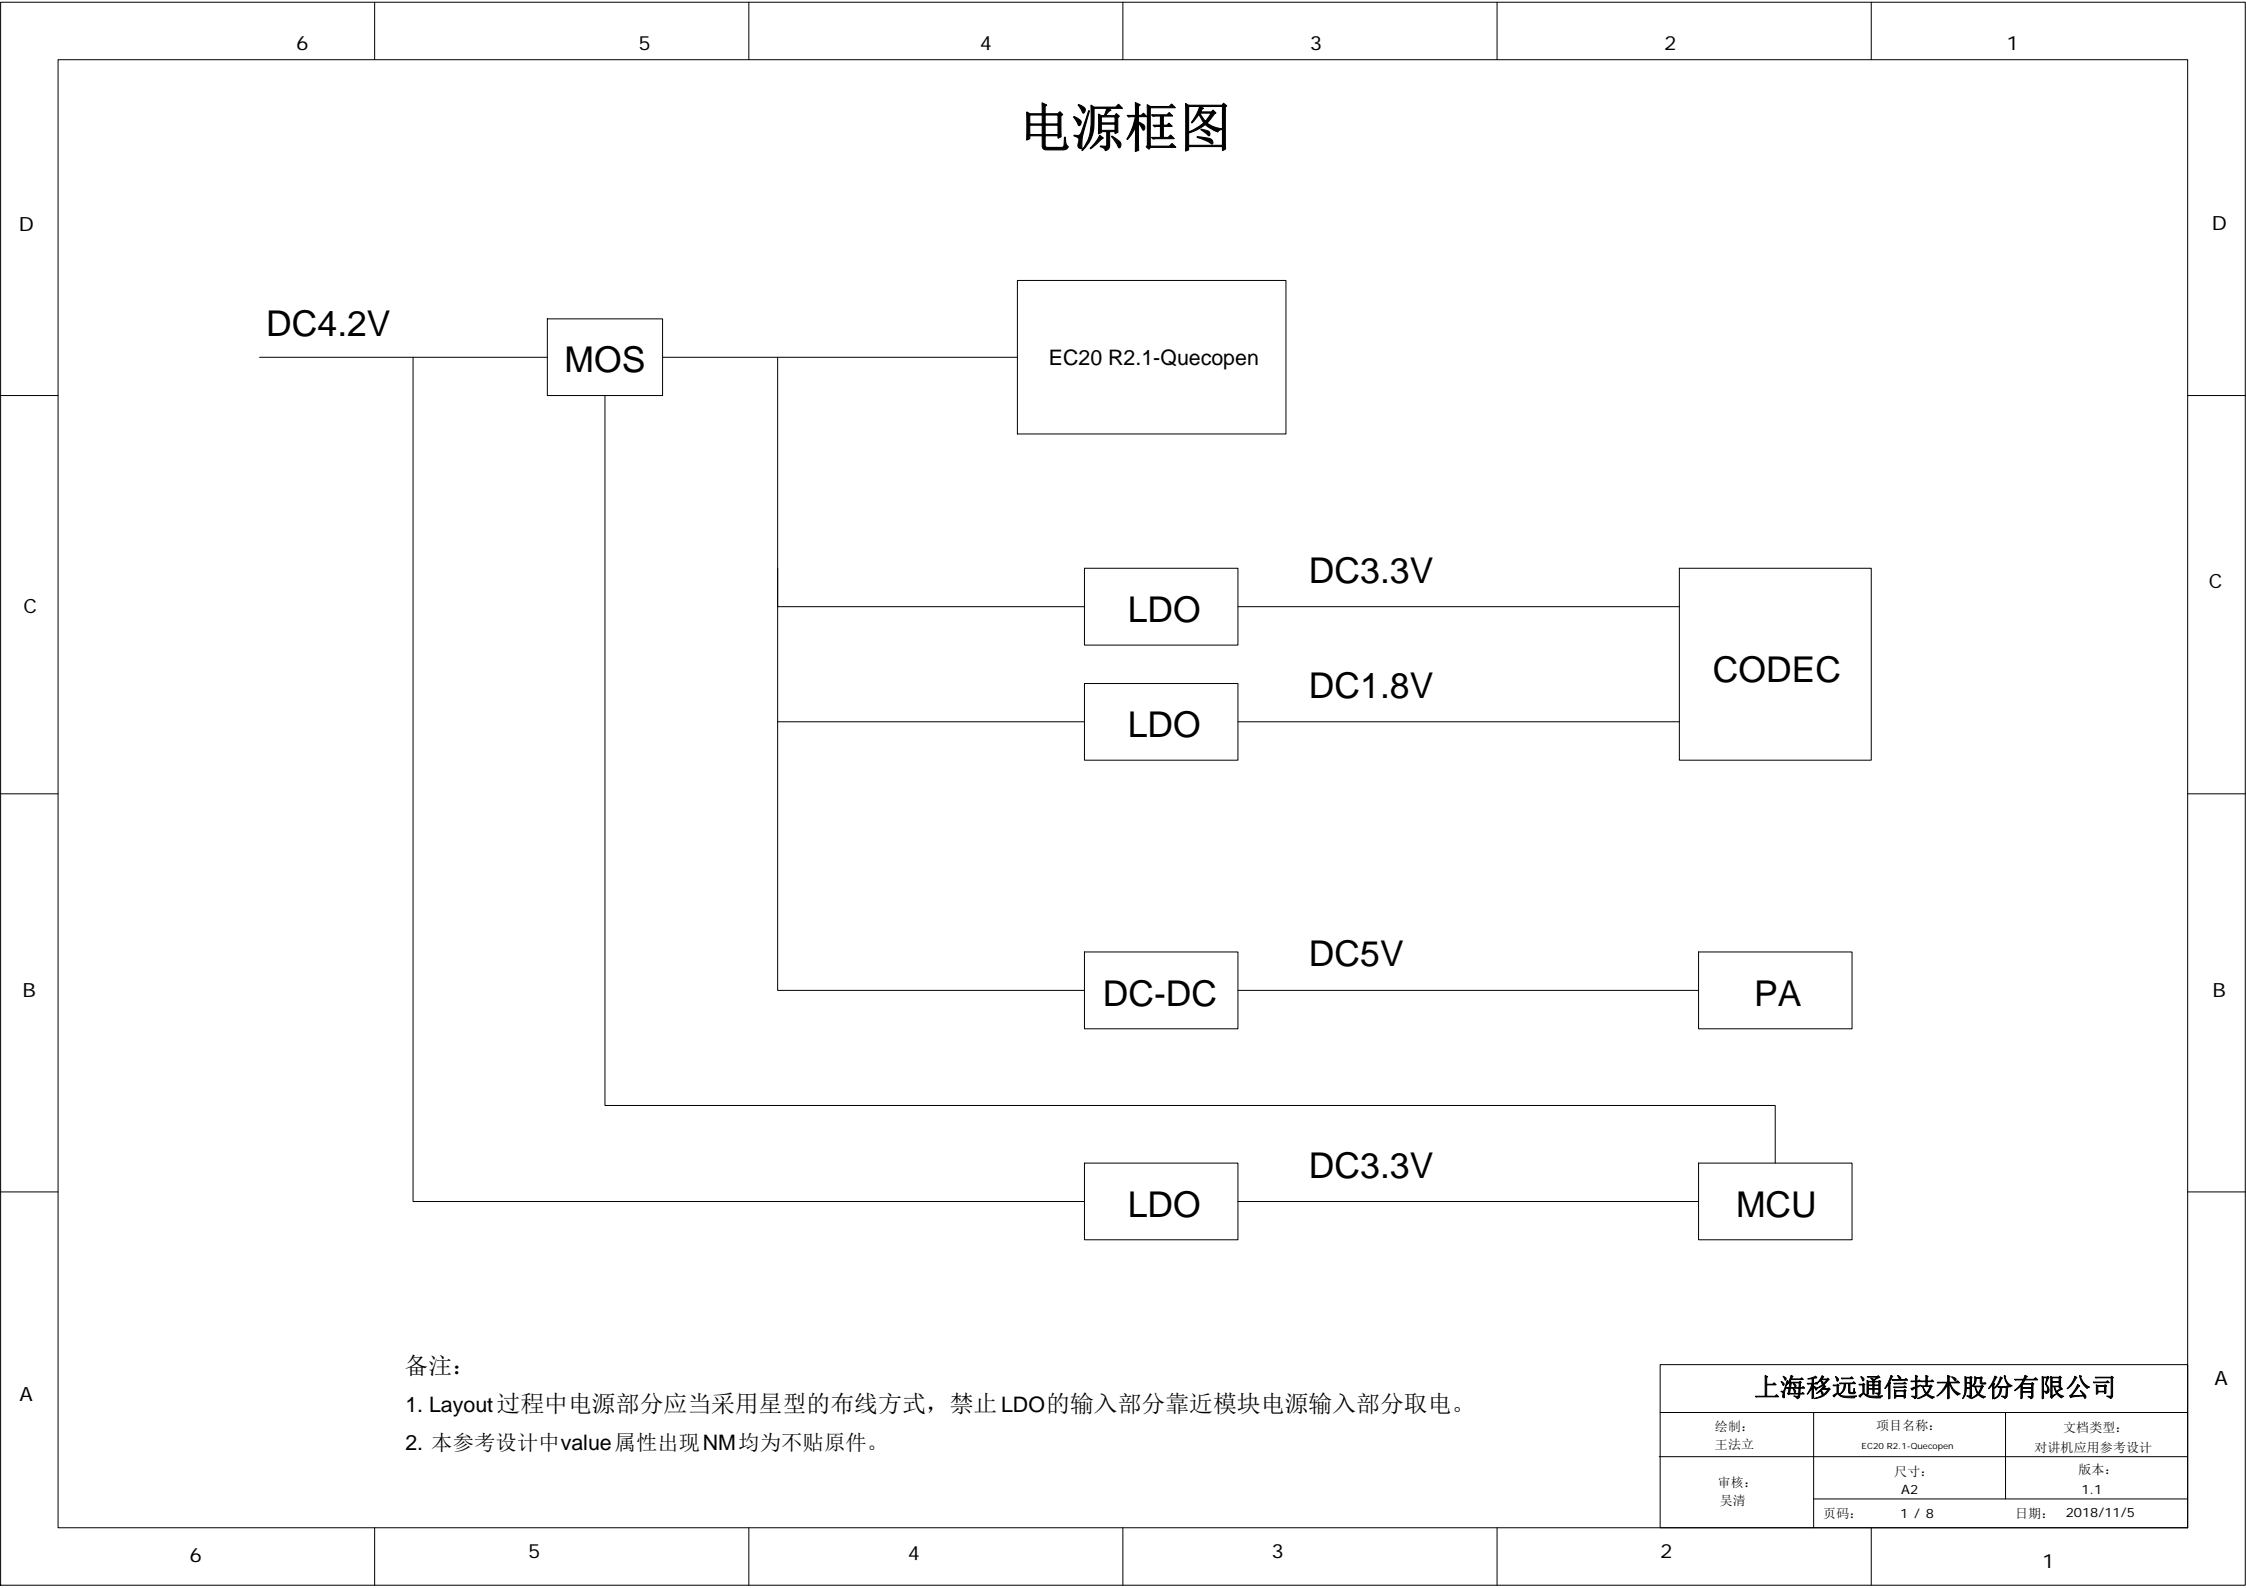 6 5 4 3 2 1
电源框图
D D
DC4.2V
MOS
EC20 R2.1-Quecopen
DC3.3V
C C
LDO
CODEC
DC1.8V
LDO
DC5V
B B
DC-DC
PA
DC3.3V
LDO
MCU
备注：
1. Layout过程中电源部分应当采用星型的布线方式，禁止LDO的输入部分靠近模块电源输入部分取电。
2. 本参考设计中value属性出现NM均为不贴原件。
A A
上海移远通信技术股份有限公司
绘制： 项目名称： 文档类型：
王法立 EC20 R2.1-Quecopen 对讲机应用参考设计
审核： 尺寸： 版本：
吴清 A2 1.1
页码： 1 / 8 日期： 2018/11/5
6 5 4 3 2 1